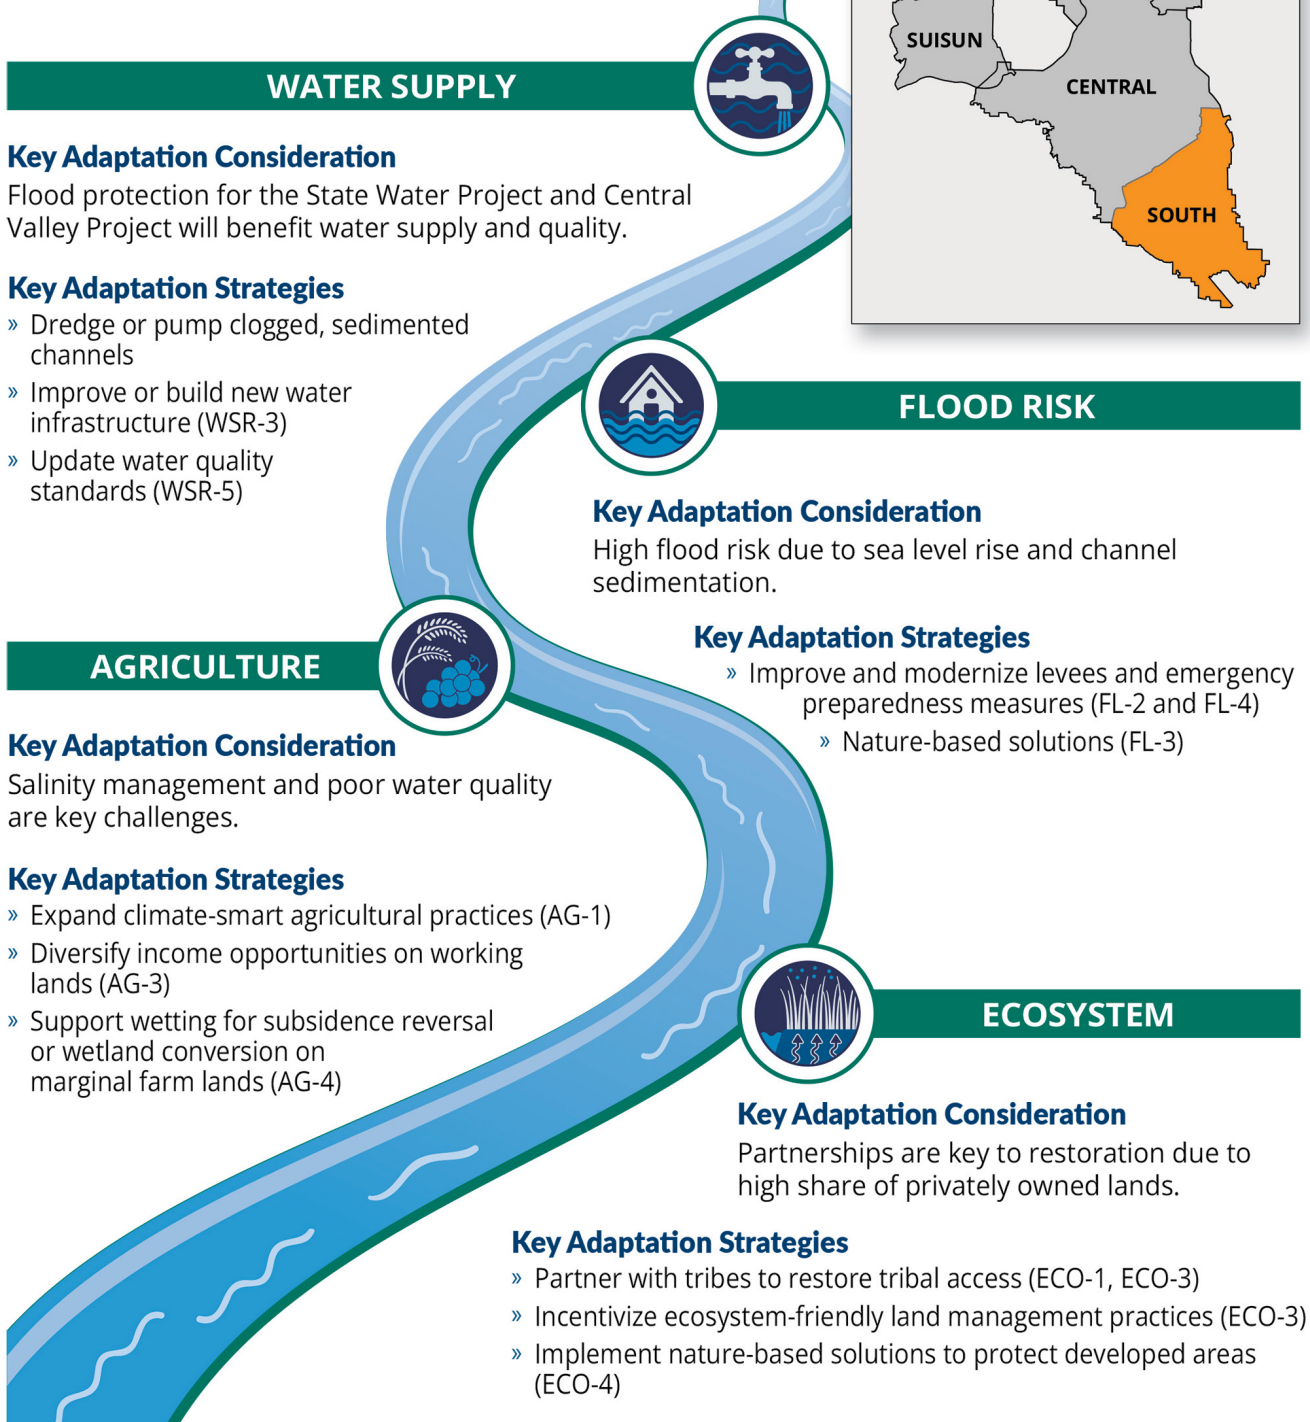 SUISUN
CENTRAL
SOUTH
WATER SUPPLY
Key Adaptation Consideration
Flood protection for the State Water Project and Central
Valley Project will benefit water supply and quality.
Key Adaptation Strategies
» Dredge or pump clogged, sedimented
channels
» Improve or build new water
infrastructure (WSR-3)
» Update water quality
standards (WSR-5)
FLOOD RISK
Key Adaptation Consideration
High flood risk due to sea level rise and channel
sedimentation.
Key Adaptation Strategies
» Improve and modernize levees and emergency
preparedness measures (FL-2 and FL-4)
» Nature-based solutions (FL-3)
AGRICULTURE
Key Adaptation Consideration
Salinity management and poor water quality
are key challenges.
Key Adaptation Strategies
» Expand climate-smart agricultural practices (AG-1)
» Diversify income opportunities on working
lands (AG-3)
» Support wetting for subsidence reversal
or wetland conversion on
marginal farm lands (AG-4)
ECOSYSTEM
Key Adaptation Consideration
Partnerships are key to restoration due to
high share of privately owned lands.
Key Adaptation Strategies
» Partner with tribes to restore tribal access (ECO-1, ECO-3)
» Incentivize ecosystem-friendly land management practices (ECO-3)
» Implement nature-based solutions to protect developed areas
(ECO-4)